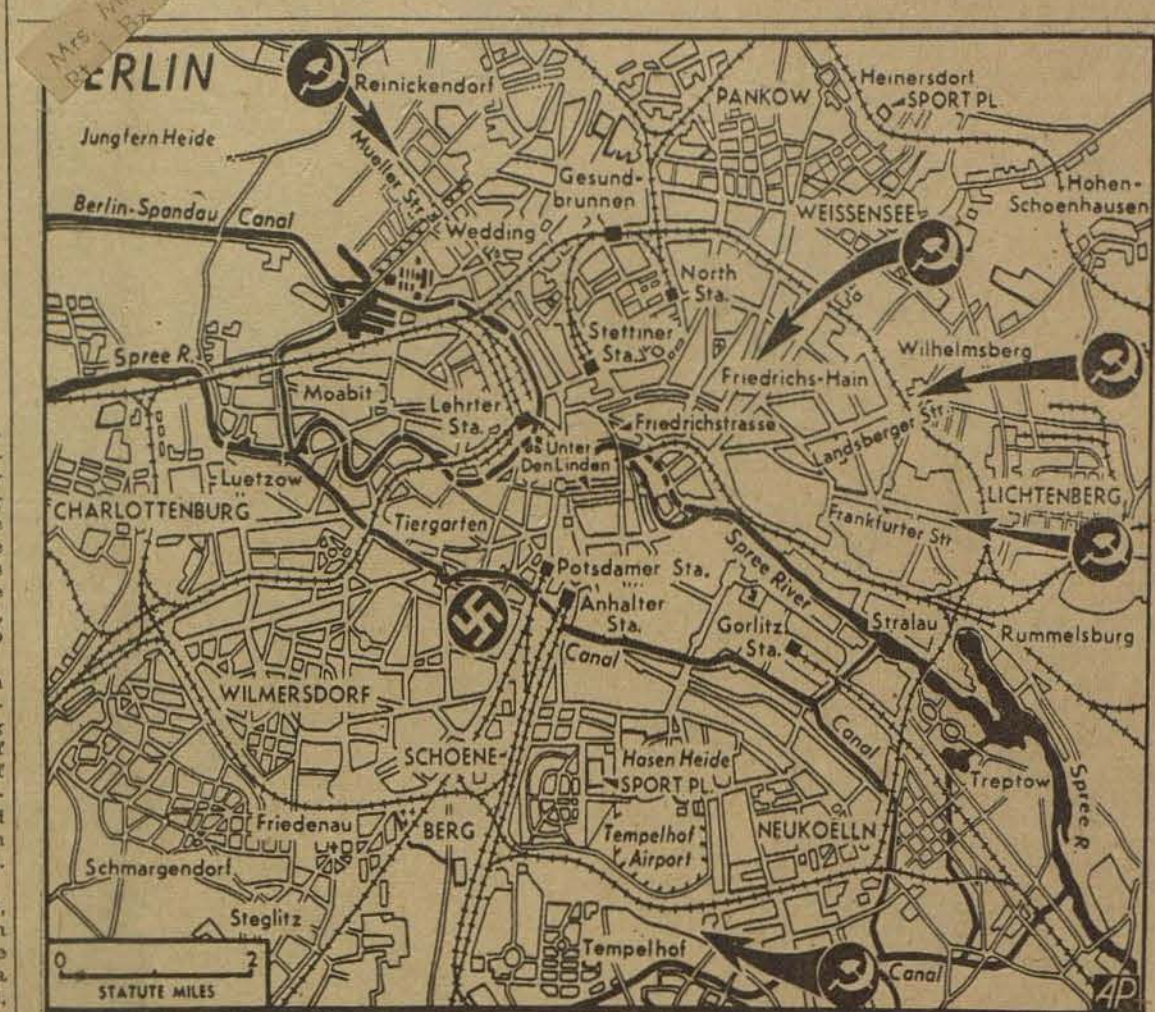 Mrs.
BERLIN
Reinickendorf
Heinersdorf
SPORT PL.
PANKOW
Jungfern Heide
Mueller Str.
Gesund-
brunnen
Hohen-
Schoenhausen
WEISSENSEE
Berlin-Spandau Canal
Wedding
North
Sta.
Stettiner
Sta.
Spree R.
Wilhelmsberg
Moabit
Lehrter
Sta.
Friedrichs-Hain
Friedrichstrasse
Landsberger Str.
Unter
Den Linden
Luetzow
CHARLOTTENBURG
LICHTENBERG
Tiergarten
Frankfurter Str
Spree River
Potsdamer Sta.
Anhalter
Sta.
Gorlitz
Sta.
Stralau
Rummelsburg
Canal
WILMERSDORF
Canal
SCHOENE-
BERG
Hasen Heide
SPORT PL.
Treptow
Spree R.
Friedenau
Tempelhof
Airport
NEUKOELLN
Schmargendorf
Steglitz
Tempelhof
Canal
0 2
STATUTE MILES
AP